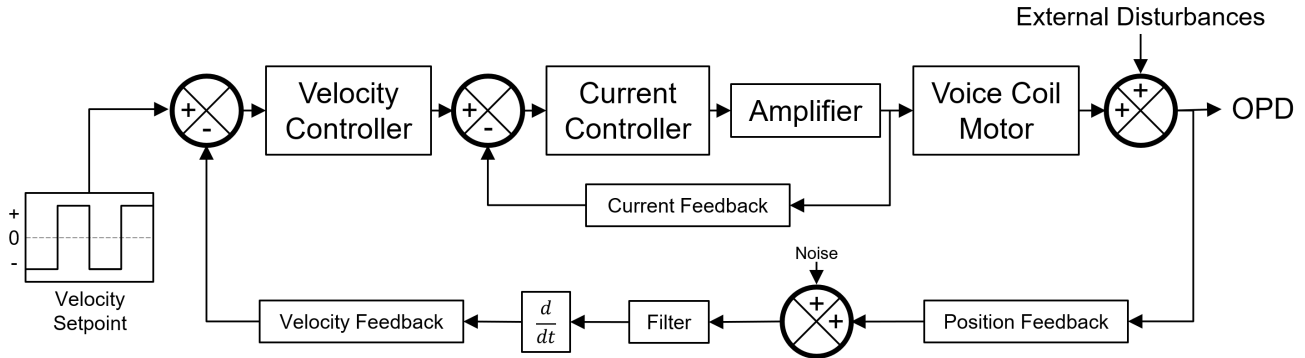 External Disturbances
Velocity
Controller
Current
Controller
Amplifier
Voice Coil
Motor
OPD
+
-
+
-
+
+
Current Feedback
+
0
-
Velocity
Setpoint
Noise
+
+
Velocity Feedback
d
dt
Filter
Position Feedback